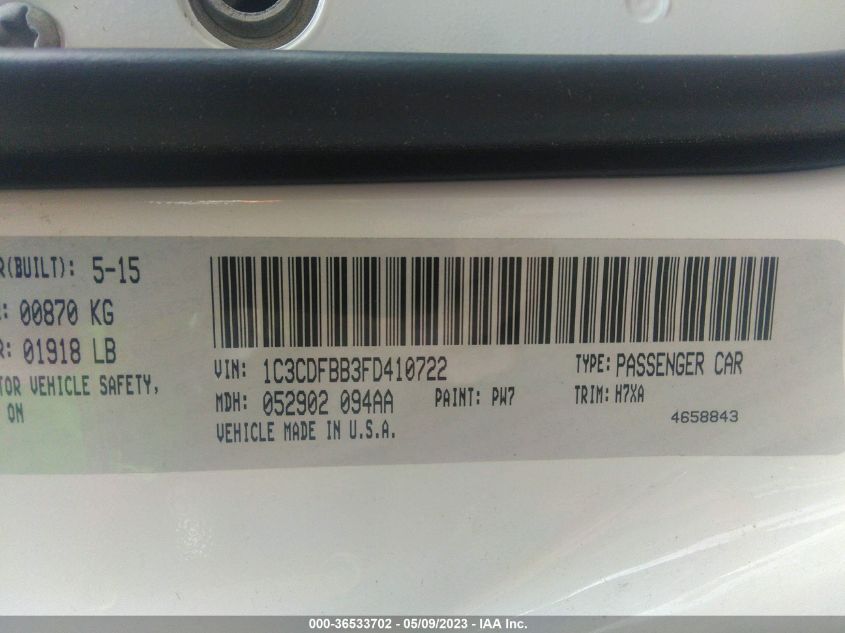 R(BUILT): 5-15
: 00870 KG
R: 01918 LB
TOR VEHICLE SAFETY,
ON
VIN: 1C3CDFBB3FD410722 TYPE: PASSENGER CAR
MDH: 052902 094AA PAINT: PW7 TRIM: H7XA
VEHICLE MADE IN U.S.A. 4658843
000-36533702 - 05/09/2023 - IAA Inc.